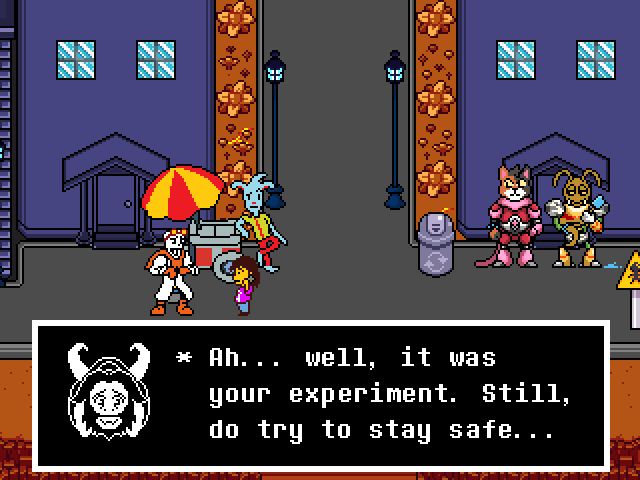 * Ah... well, it was
your experiment. Still,
do try to stay safe...